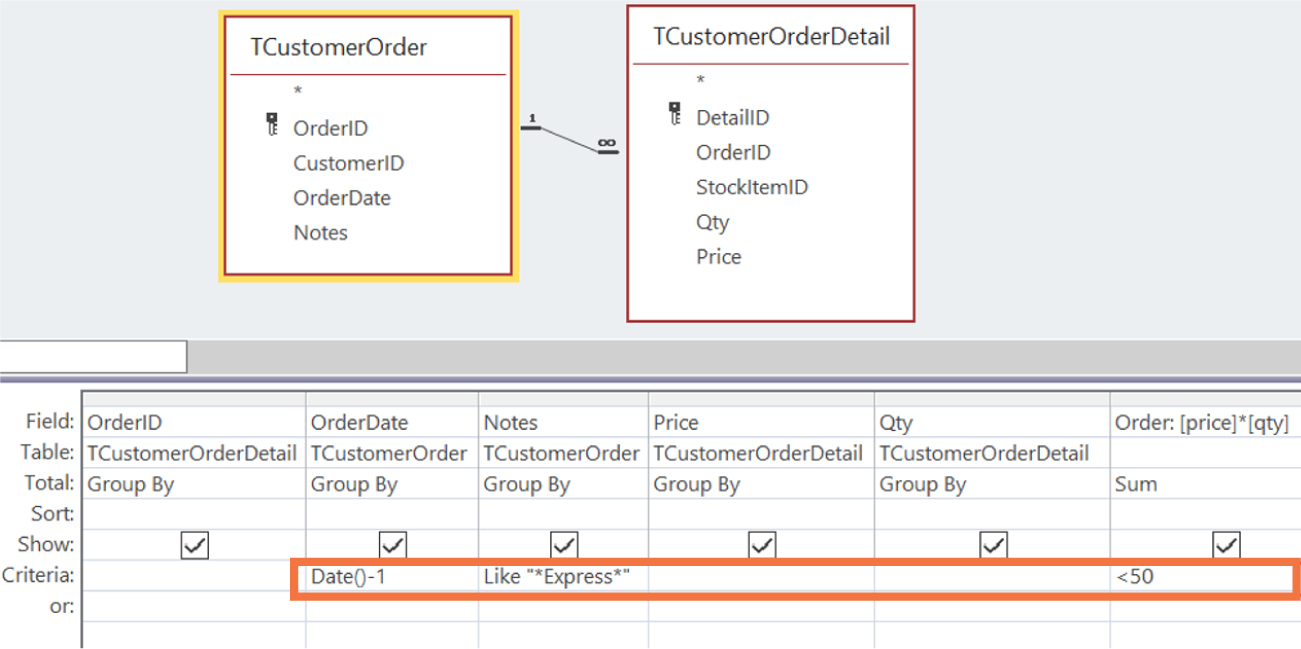 TCustomerOrder
*
OrderID
CustomerID
OrderDate
Notes
1
∞
TCustomerOrderDetail
*
DetailID
OrderID
StockItemID
Qty
Price
Field: OrderID OrderDate Notes Price Qty Order: [price]*[qty]
Table: TCustomerOrderDetail TCustomerOrder TCustomerOrder TCustomerOrderDetail TCustomerOrderDetail
Total: Group By Group By Group By Group By Group By Sum
Sort:
Show:
Criteria: Date()-1 Like "*Express*" <50
or: